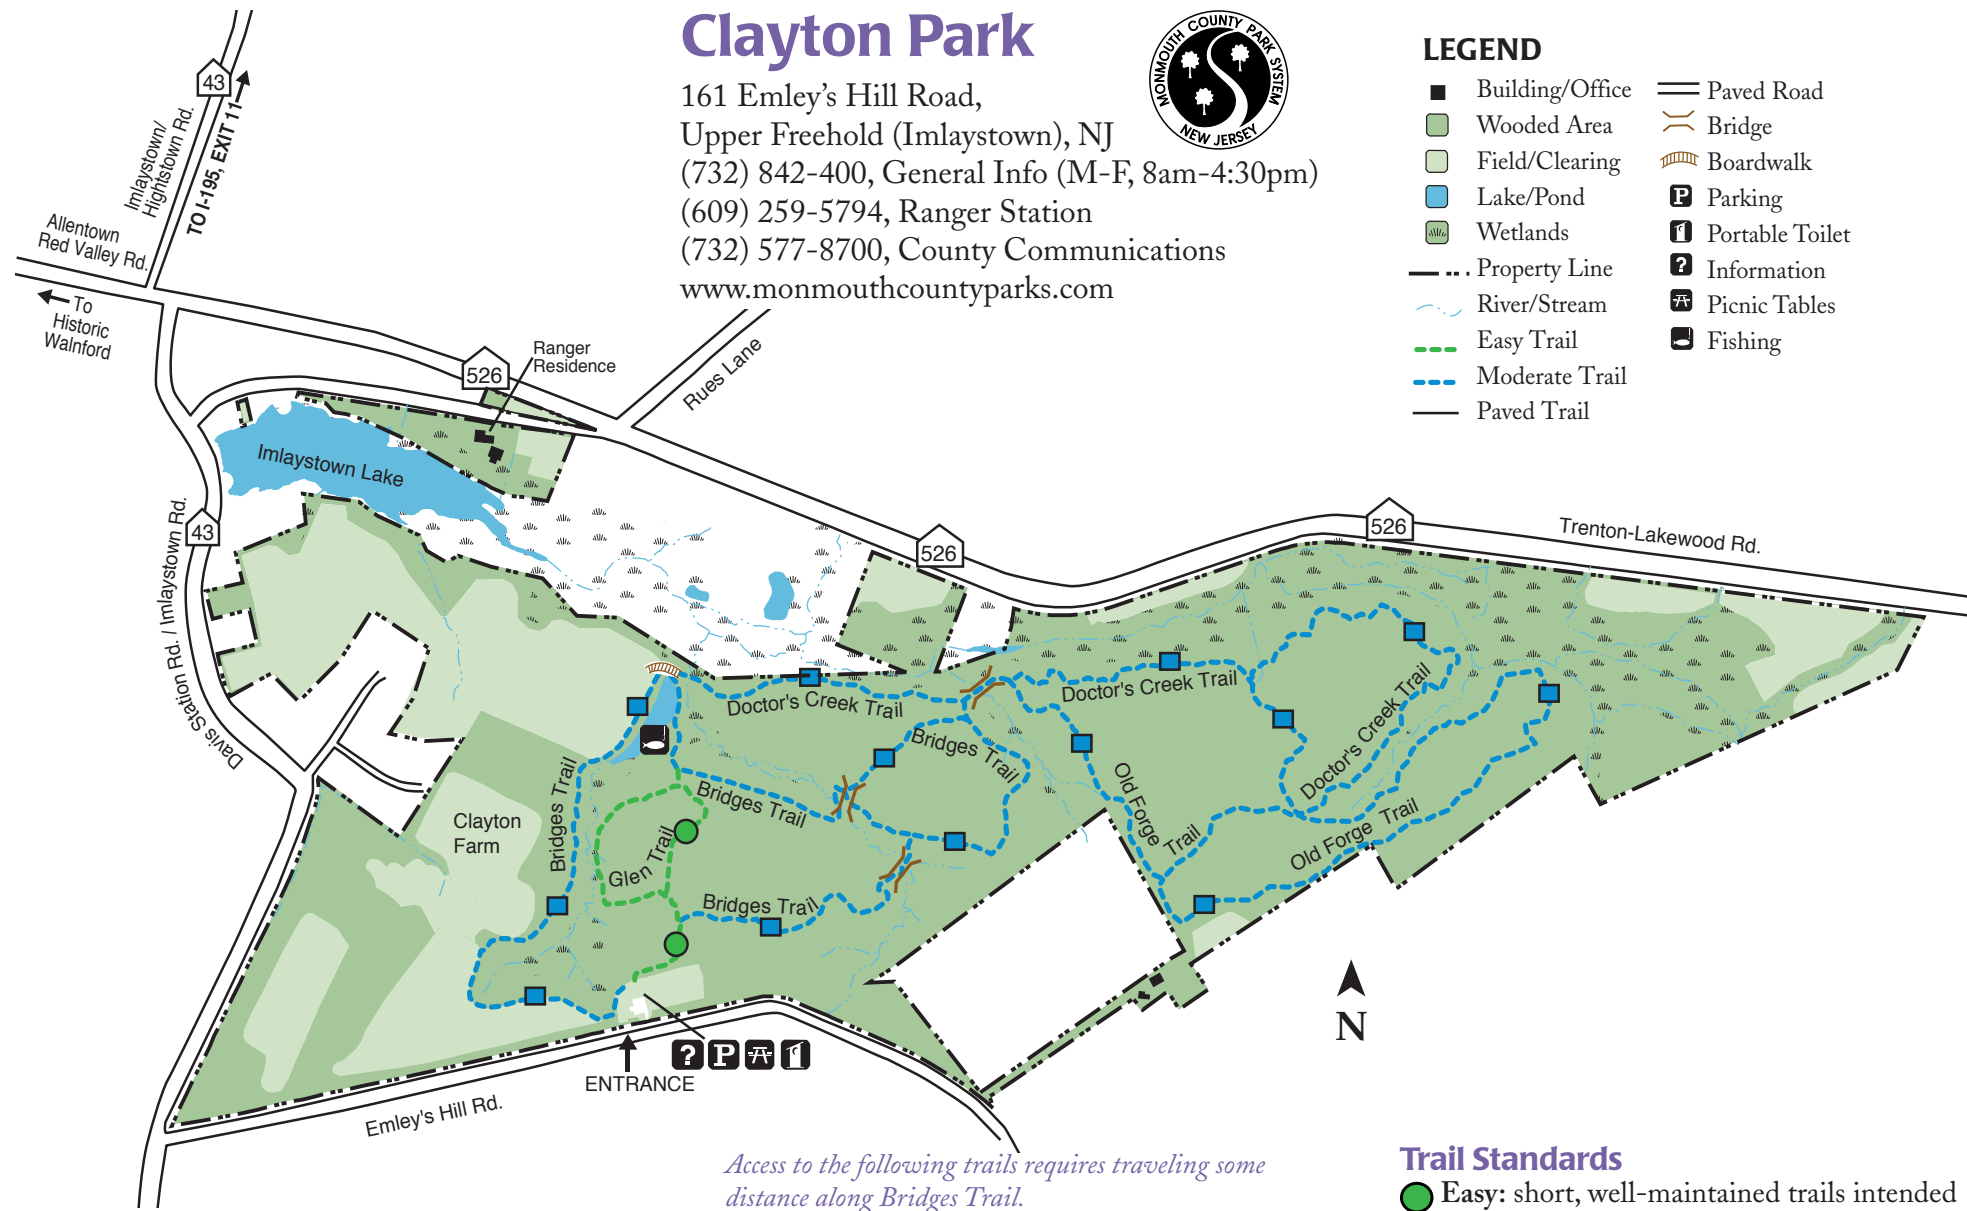 Clayton Park
161 Emley's Hill Road,
Upper Freehold (Imlaystown), NJ
(732) 842-400, General Info (M-F, 8am-4:30pm)
(609) 259-5794, Ranger Station
(732) 577-8700, County Communications
www.monmouthcountyparks.com
MONMOUTH COUNTY PARK SYSTEM
NEW JERSEY
LEGEND
Building/Office
Wooded Area
Field/Clearing
Lake/Pond
Wetlands
Property Line
River/Stream
Easy Trail
Moderate Trail
Paved Trail
Paved Road
Bridge
Boardwalk
P Parking
Portable Toilet
? Information
Picnic Tables
Fishing
43
Imlaystown/
Hightstown Rd.
TO I-195, EXIT 11
Allentown
Red Valley Rd.
To
Historic
Walnford
526
Ranger
Residence
Rues Lane
Imlaystown Lake
43
Davis Station Rd. / Imlaystown Rd.
526
526
Trenton-Lakewood Rd.
Doctor's Creek Trail
Doctor's Creek Trail
Doctor's Creek Trail
Bridges Trail
Bridges Trail
Bridges Trail
Bridges Trail
Old Forge
Trail
Old Forge Trail
Glen Trail
Clayton
Farm
ENTRANCE
? P
Emley's Hill Rd.
N
Access to the following trails requires traveling some
distance along Bridges Trail.
Trail Standards
Easy: short, well-maintained trails intended